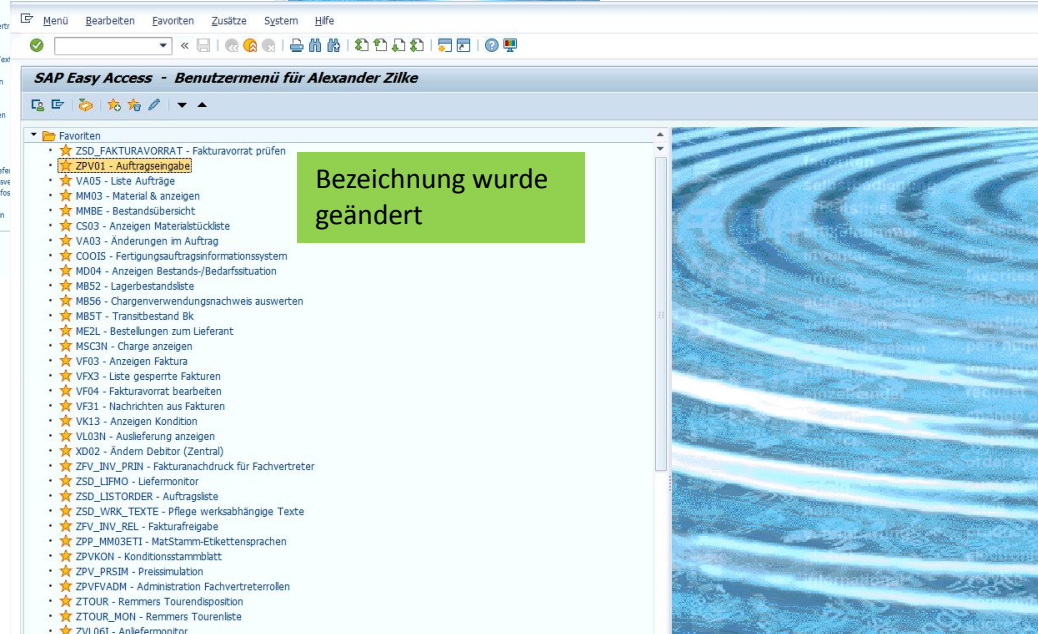 Menü Bearbeiten Favoriten Zusätze System Hilfe
SAP Easy Access - Benutzermenü für Alexander Zilke
Favoriten
ZSD_FAKTURAVORRAT - Fakturavorrat prüfen
ZPV01 - Auftragseingabe
VA05 - Liste Aufträge
MM03 - Material & anzeigen
MMBE - Bestandsübersicht
CS03 - Anzeigen Materialstückliste
VA03 - Änderungen im Auftrag
COOIS - Fertigungsauftragsinformationssystem
MD04 - Anzeigen Bestands-/Bedarfssituation
MB52 - Lagerbestandsliste
MB56 - Chargenverwendungsnachweis auswerten
MB5T - Transitbestand Bk
ME2L - Bestellungen zum Lieferant
MSC3N - Charge anzeigen
VF03 - Anzeigen Faktura
VFX3 - Liste gesperrte Fakturen
VF04 - Fakturavorrat bearbeiten
VF31 - Nachrichten aus Fakturen
VK13 - Anzeigen Kondition
VL03N - Auslieferung anzeigen
XD02 - Ändern Debitor (Zentral)
ZFV_INV_PRIN - Fakturanachdruck für Fachvertreter
ZSD_LIFMO - Liefermonitor
ZSD_LISTORDER - Auftragsliste
ZSD_WRK_TEXTE - Pflege werksabhängige Texte
ZFV_INV_REL - Fakturafreigabe
ZPP_MM03ETI - MatStamm-Etikettensprachen
ZPVKON - Konditionsstammblatt
ZPV_PRSIM - Preissimulation
ZPVFVADM - Administration Fachvertreterrollen
ZTOUR - Remmers Tourendisposition
ZTOUR_MON - Remmers Tourenliste
ZVL06I - Anliefermonitor
Bezeichnung wurde
geändert